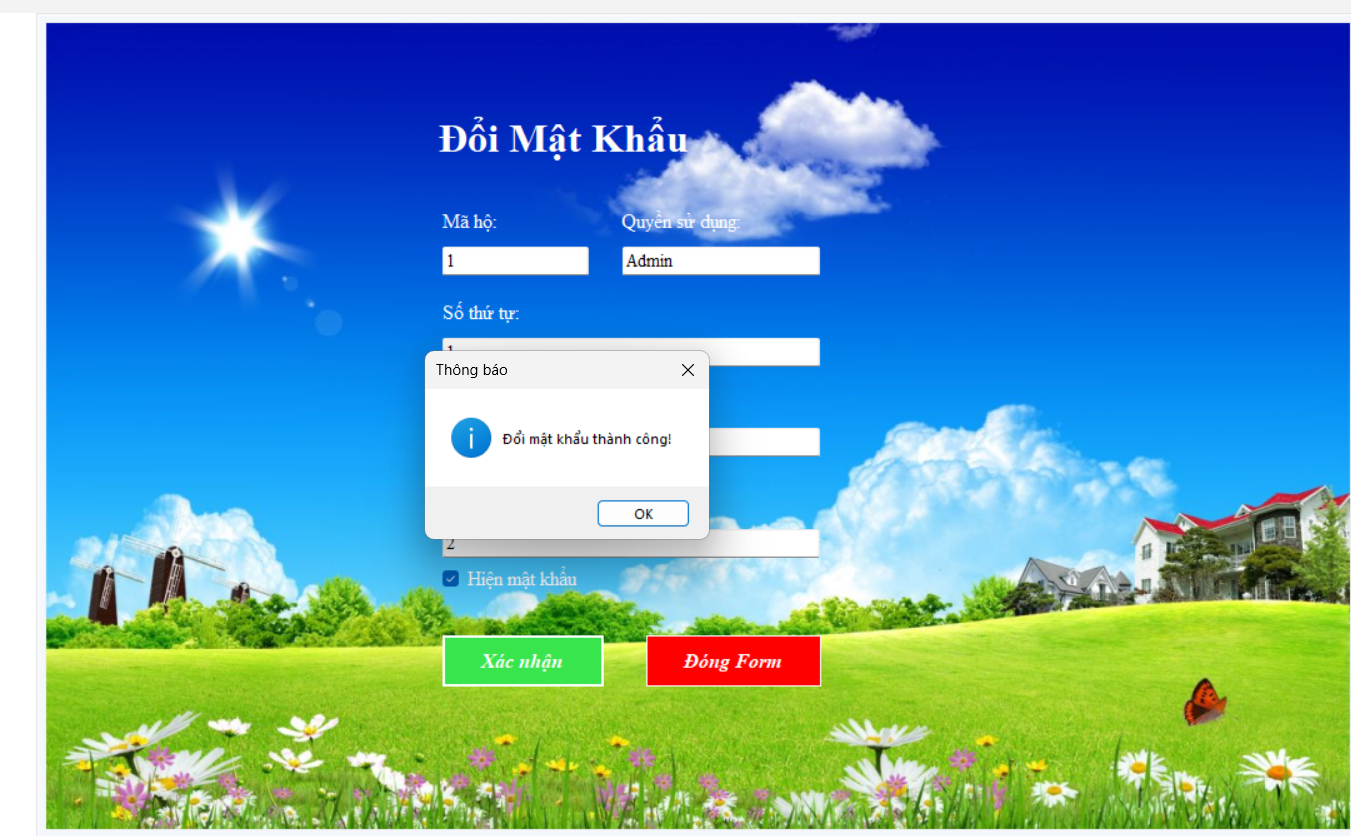 Đổi Mật Khẩu
Mã hộ:
Quyền sử dụng:
1
Admin
Số thứ tự:
1
Thông báo
Đổi mật khẩu thành công!
OK
2
Hiện mật khẩu
Xác nhận
Đóng Form